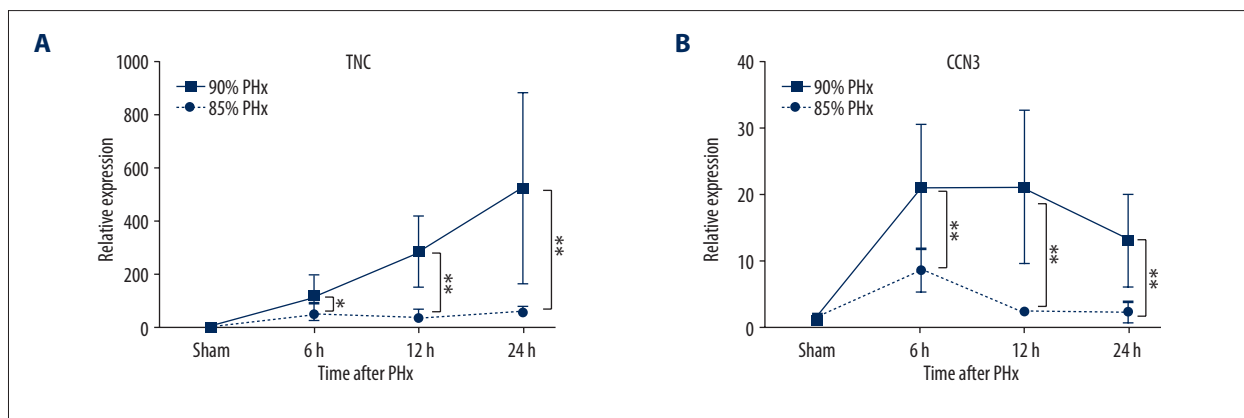 A
TNC
90% PHx
85% PHx
1000
800
600
400
200
0
Relative expression
*
**
**
Sham
6 h
12 h
24 h
Time after PHx
B
CCN3
90% PHx
85% PHx
40
30
20
10
0
Relative expression
**
**
**
Sham
6 h
12 h
24 h
Time after PHx